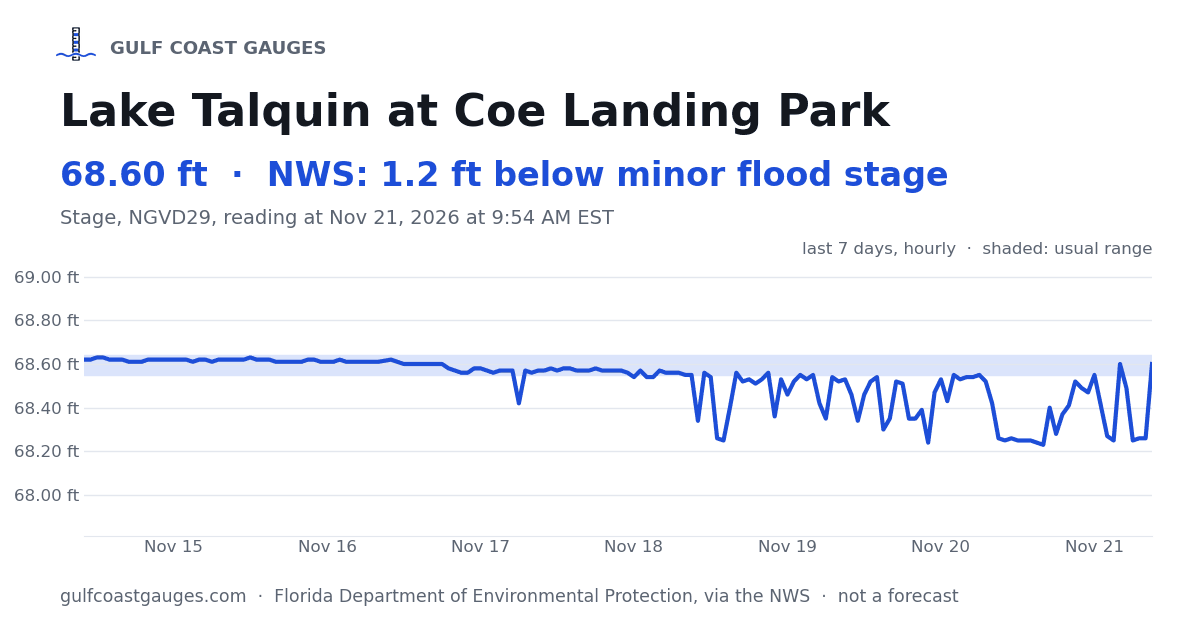 GULF COAST GAUGES
Lake Talquin at Coe Landing Park
68.60 ft · NWS: 1.2 ft below minor flood stage
Stage, NGVD29, reading at Nov 21, 2026 at 9:54 AM EST
last 7 days, hourly · shaded: usual range
69.00 ft
68.80 ft
68.60 ft
68.40 ft
68.20 ft
68.00 ft
Nov 15 Nov 16 Nov 17 Nov 18 Nov 19 Nov 20 Nov 21
gulfcoastgauges.com · Florida Department of Environmental Protection, via the NWS · not a forecast